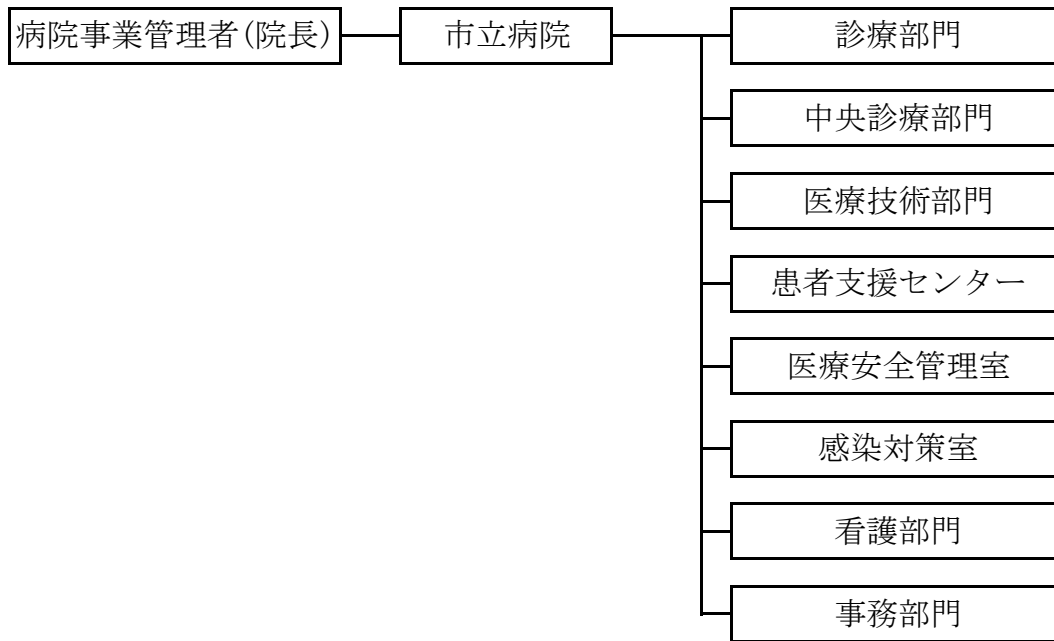 病院事業管理者(院長)
市立病院
診療部門
中央診療部門
医療技術部門
患者支援センター
医療安全管理室
感染対策室
看護部門
事務部門